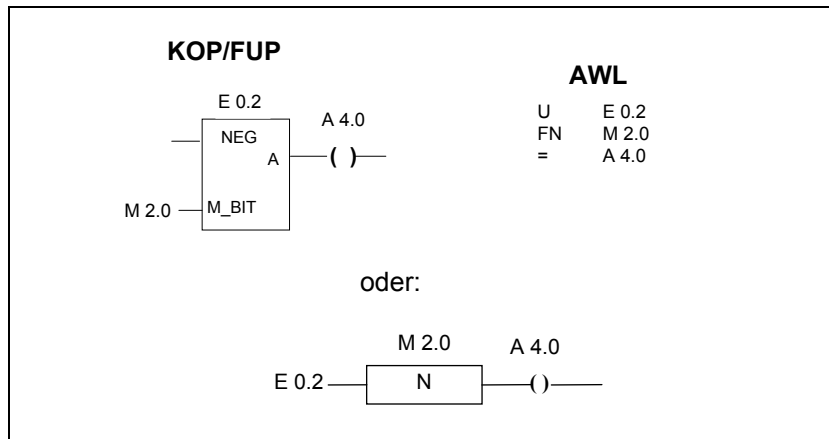 KOP/FUP
E 0.2
NEG
A
A 4.0
( )
M 2.0
M_BIT
AWL
U E 0.2
FN M 2.0
= A 4.0
oder:
M 2.0
A 4.0
E 0.2
N
( )